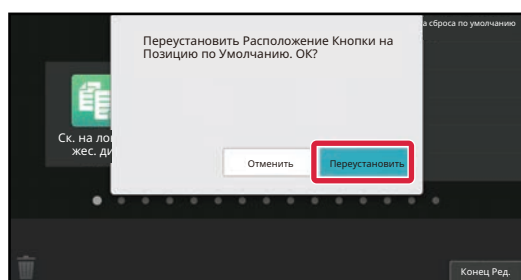 а сброса по умолчанию
Переустановить Расположение Кнопки на
Позицию по Умолчанию. ОК?
Ск. на ло
жес. ди
Отменить
Переустановить
Конец Ред.